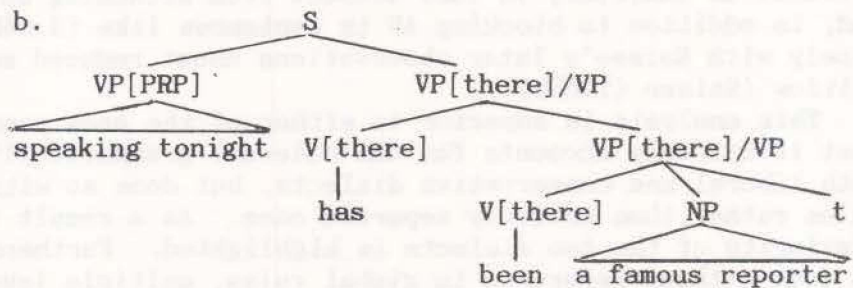 b. S
VP[PRP] VP[there]/VP
speaking tonight V[there] VP[there]/VP
has V[there] NP t
been a famous reporter